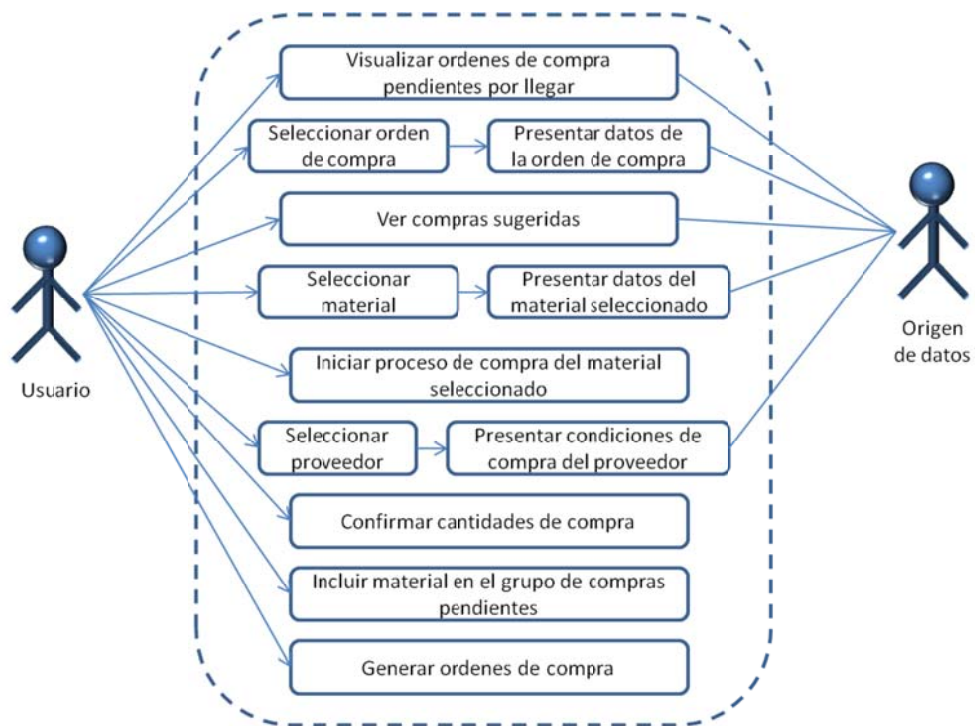 Visualizar ordenes de compra
pendientes por llegar
Seleccionar orden
de compra
Presentar datos de
la orden de compra
Ver compras sugeridas
Seleccionar
material
Presentar datos del
material seleccionado
Iniciar proceso de compra del material
seleccionado
Seleccionar
proveedor
Presentar condiciones de
compra del proveedor
Confirmar cantidades de compra
Incluir material en el grupo de compras
pendientes
Generar ordenes de compra
Usuario
Origen
de datos